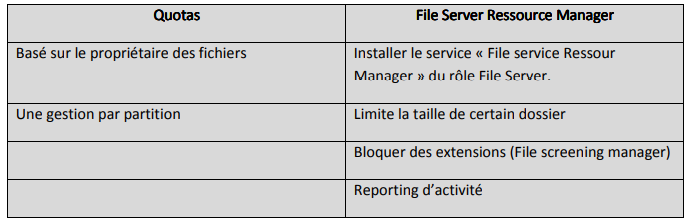 Quotas
File Server Ressource Manager
Basé sur le propriétaire des fichiers
Installer le service « File service Ressour
Manager » du rôle File Server.
Une gestion par partition
Limite la taille de certain dossier
Bloquer des extensions (File screening manager)
Reporting d’activité